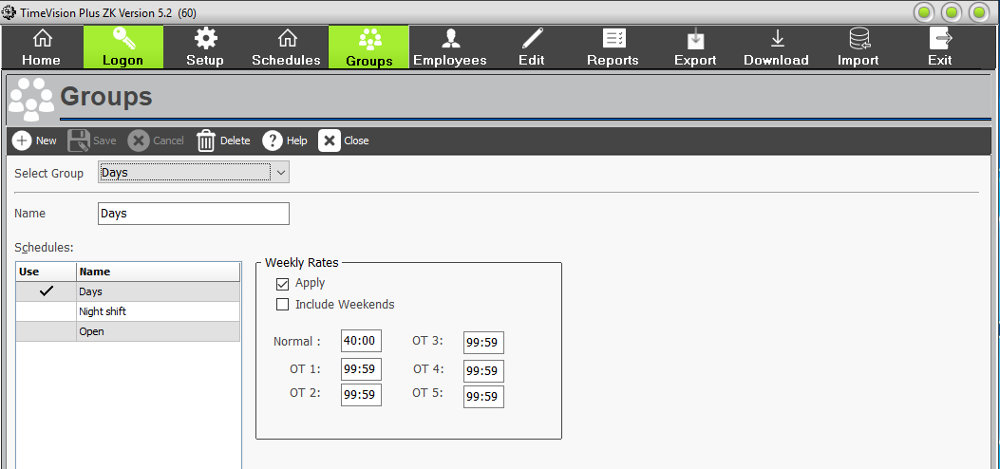 TimeVision Plus ZK Version 5.2 (60)
Home Logon Setup Schedules Groups Employees Edit Reports Export Download Import Exit
Groups
New Save Cancel Delete Help Close
Select Group Days
Name Days
Schedules:
Use Name
Days
Night shift
Open
Weekly Rates
Apply
Include Weekends
Normal : 40:00 OT 3: 99:59
OT 1: 99:59 OT 4: 99:59
OT 2: 99:59 OT 5: 99:59